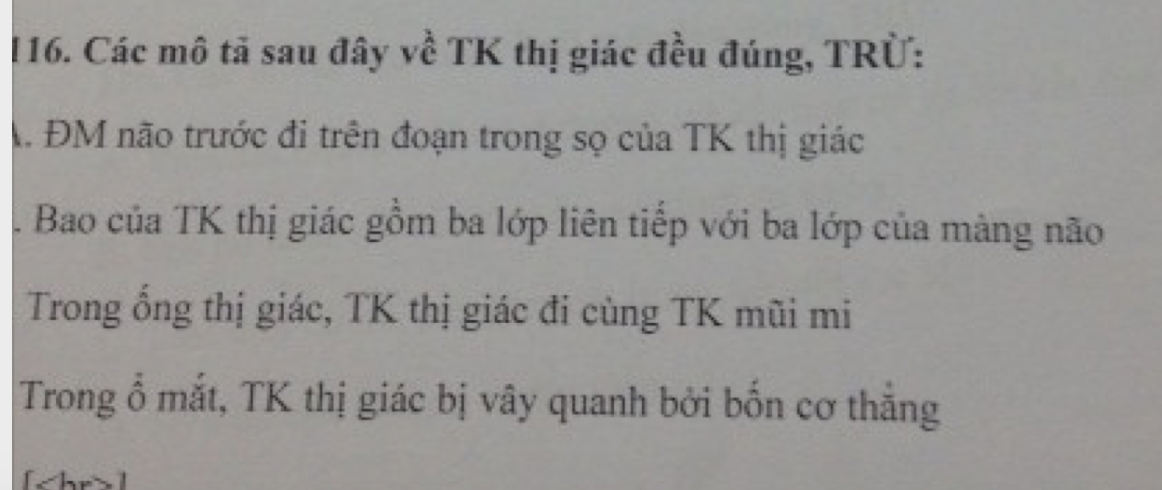 116. Các mô tả sau đây về TK thị giác đều đúng, TRỪ:
A. ĐM não trước đi trên đoạn trong sọ của TK thị giác
. Bao của TK thị giác gồm ba lớp liên tiếp với ba lớp của màng não
Trong ống thị giác, TK thị giác đi cùng TK mũi mi
Trong ổ mắt, TK thị giác bị vây quanh bởi bốn cơ thẳng
[<br>]